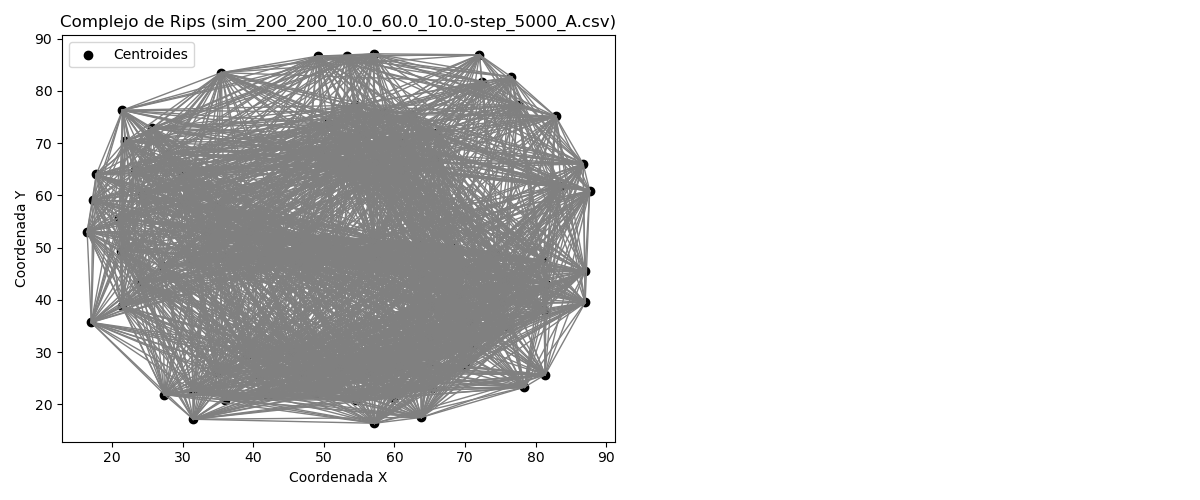 Complejo de Rips (sim_200_200_10.0_60.0_10.0-step_5000_A.csv)
Centroides
90
80
70
60
50
40
30
20
Coordenada Y
20 30 40 50 60 70 80 90
Coordenada X